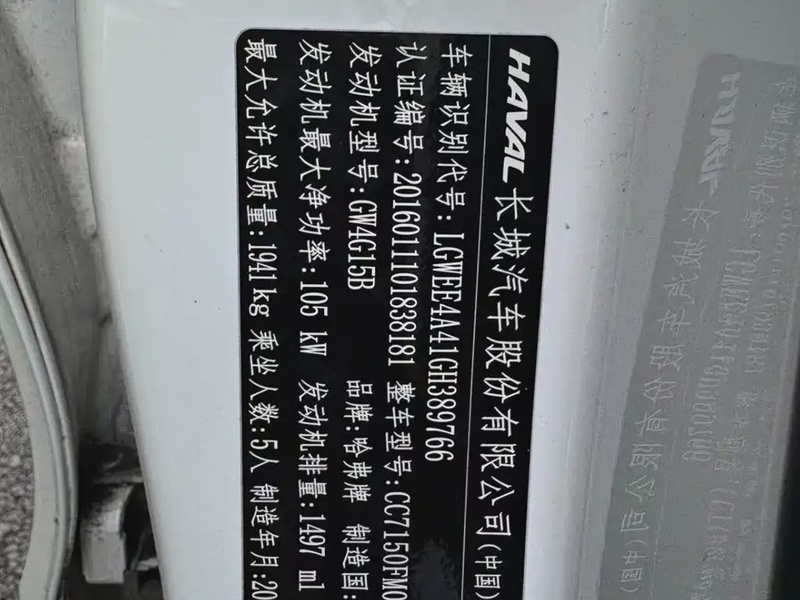 HAVAL 长城汽车股份有限公司(中国)
车辆识别代号:LGWEE4A41GH389766
认证编号:2016011101838181 整车型号:CC7150FM0
发动机型号:GW4G15B 品牌:哈弗牌 制造国:
发动机最大净功率:105 kW 发动机排量:1497 ml
最大允许总质量:1941kg 乘坐人数:5人 制造年月:20